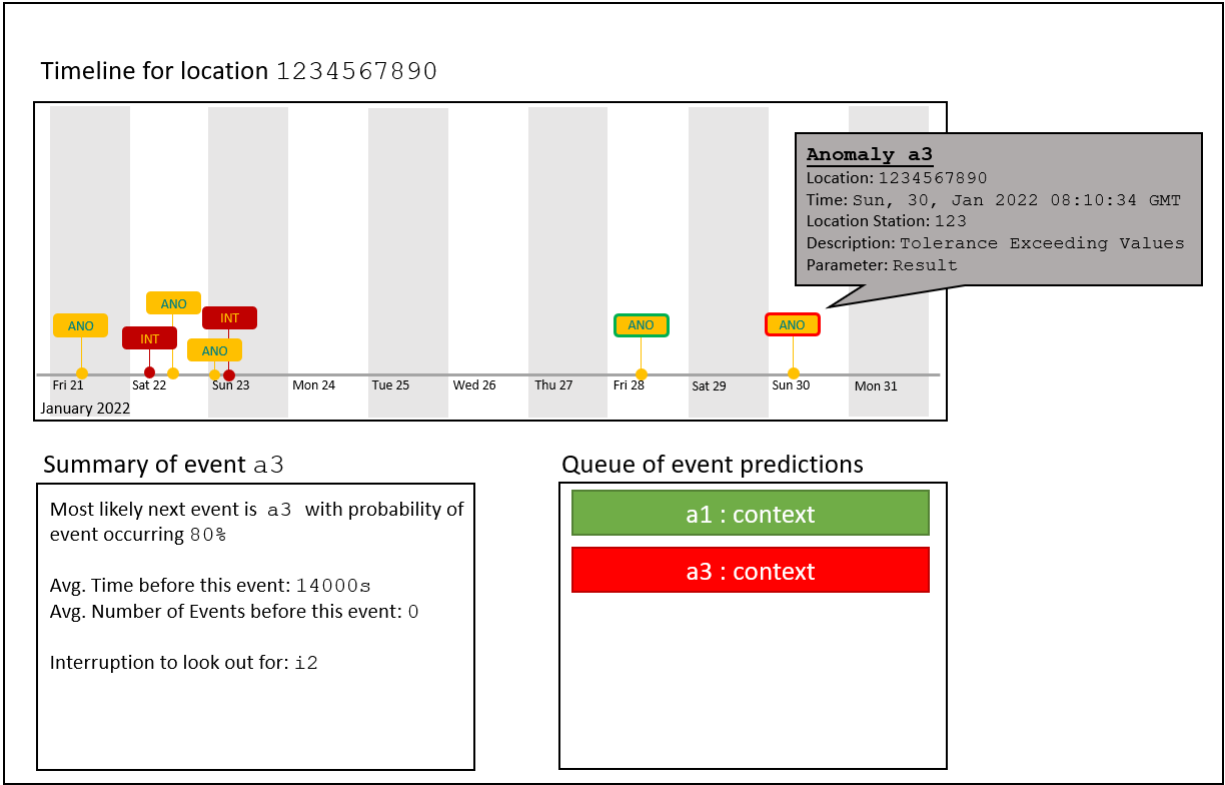 Timeline for location 1234567890
Anomaly a3
Location: 1234567890
Time: Sun, 30, Jan 2022 08:10:34 GMT
Location Station: 123
Description: Tolerance Exceeding Values
Parameter: Result
ANO
INT
ANO
ANO
INT
ANO
ANO
Fri 21
Sat 22
Sun 23
Mon 24
Tue 25
Wed 26
Thu 27
Fri 28
Sat 29
Sun 30
Mon 31
January 2022
Summary of event a3
Most likely next event is a3 with probability of
event occurring 80%
Avg. Time before this event: 14000s
Avg. Number of Events before this event: 0
Interruption to look out for: i2
Queue of event predictions
a1 : context
a3 : context